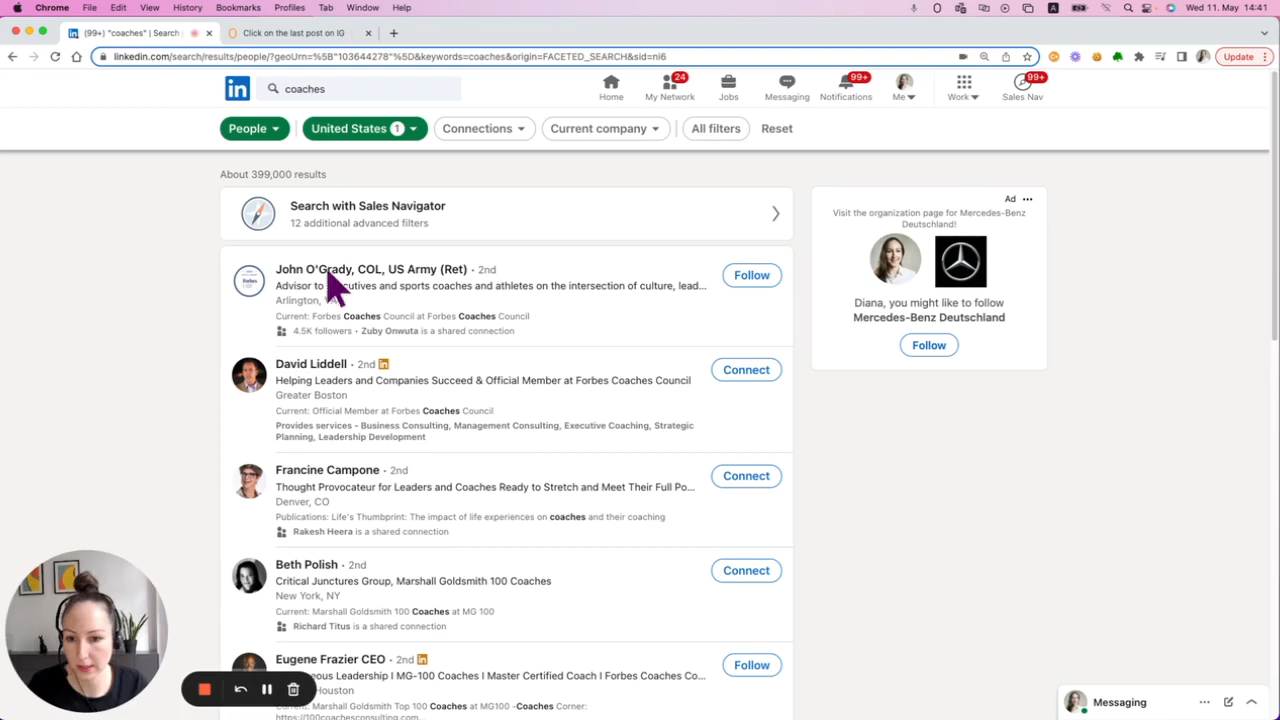 Chrome File Edit View History Bookmarks Profiles Tab Window Help
A Wed 11. May 14:41
(99+) "coaches" | Search
Click on the last post on IG
linkedin.com/search/results/people/?geoUrn=%5B"103644278"%5D&keywords=coaches&origin=FACETED_SEARCH&sid=ni6
Update
in
coaches
24
99+
99+
Home My Network Jobs Messaging Notifications Me Work Sales Nav
People
United States 1
Connections
Current company
All filters
Reset
About 399,000 results
Search with Sales Navigator
12 additional advanced filters
John O'Grady, COL, US Army (Ret) • 2nd
Follow
Advisor to utives and sports coaches and athletes on the intersection of culture, lead...
Arlington,
Current: Forbes Coaches Council at Forbes Coaches Council
4.5K followers • Zuby Onwuta is a shared connection
David Liddell • 2nd in
Connect
Helping Leaders and Companies Succeed & Official Member at Forbes Coaches Council
Greater Boston
Current: Official Member at Forbes Coaches Council
Provides services - Business Consulting, Management Consulting, Executive Coaching, Strategic
Planning, Leadership Development
Francine Campone • 2nd
Connect
Thought Provocateur for Leaders and Coaches Ready to Stretch and Meet Their Full Po...
Denver, CO
Publications: Life's Thumbprint: The impact of life experiences on coaches and their coaching
Rakesh Heera is a shared connection
Beth Polish • 2nd
Connect
Critical Junctures Group, Marshall Goldsmith 100 Coaches
New York, NY
Current: Marshall Goldsmith 100 Coaches at MG 100
Richard Titus is a shared connection
Eugene Frazier CEO • 2nd in
Follow
eous Leadership I MG-100 Coaches I Master Certified Coach I Forbes Coaches Co...
Houston
Current: Marshall Goldsmith Top 100 Coaches at MG100 -Coaches Corner:
https://100coachesconsulting.com...
Ad •••
Visit the organization page for Mercedes-Benz
Deutschland!
Diana, you might like to follow
Mercedes-Benz Deutschland
Follow
Messaging